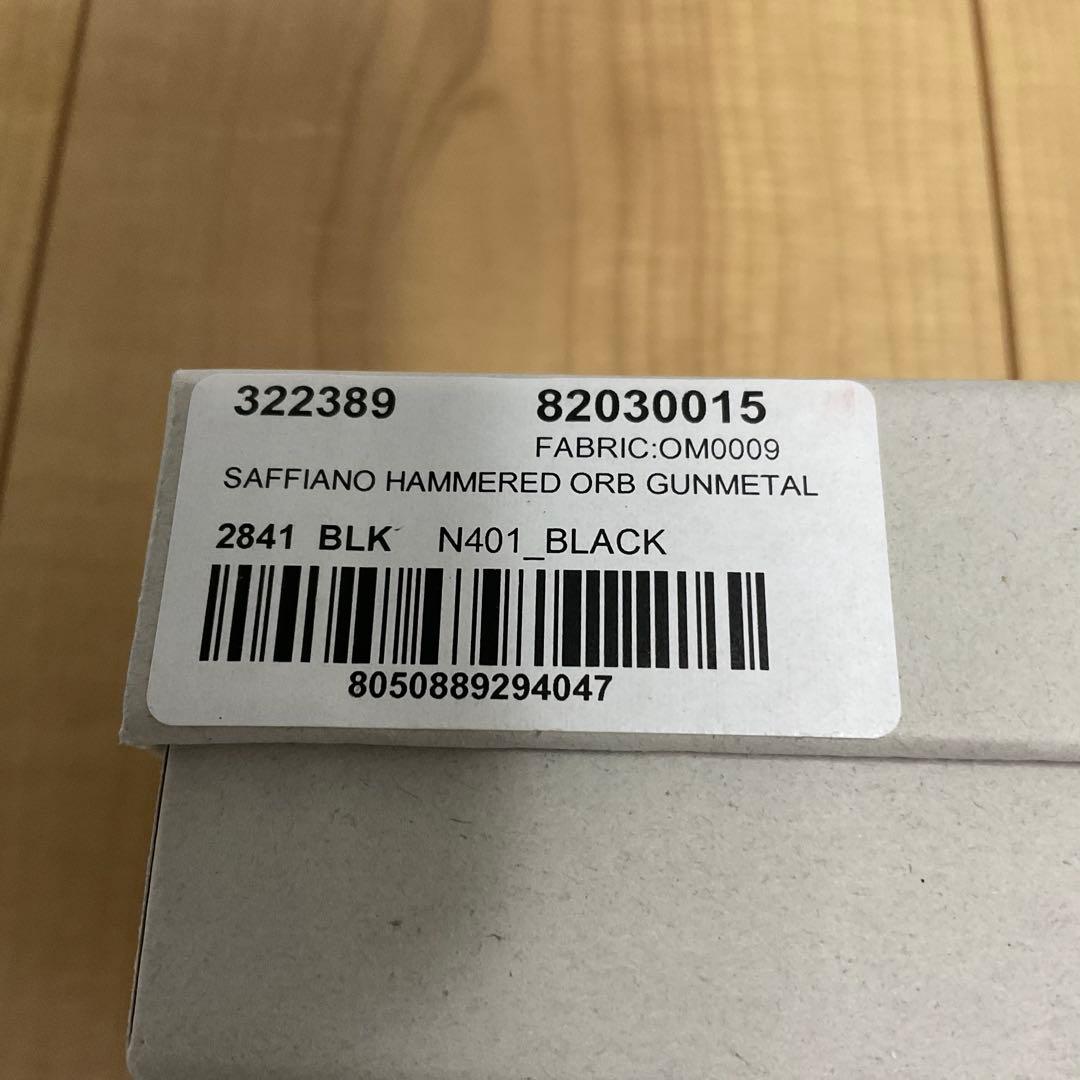 322389 82030015
FABRIC:OM0009
SAFFIANO HAMMERED ORB GUNMETAL
2841 BLK N401_BLACK
8050889294047